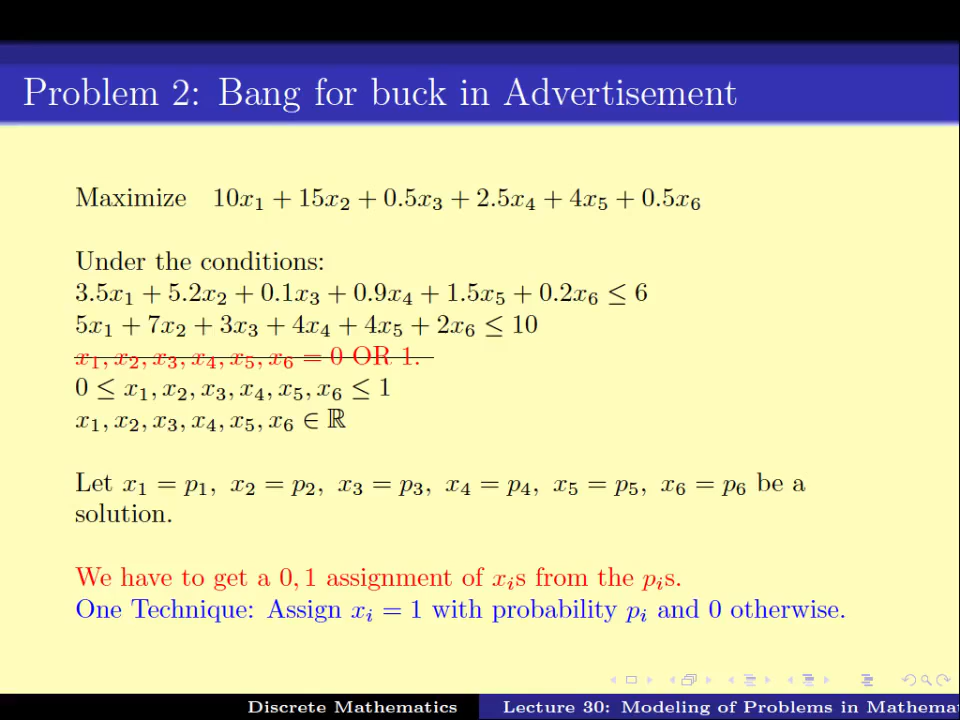 Problem 2: Bang for buck in Advertisement
Maximize 10x₁ + 15x₂ + 0.5x₃ + 2.5x₄ + 4x₅ + 0.5x₆
Under the conditions:
3.5x₁ + 5.2x₂ + 0.1x₃ + 0.9x₄ + 1.5x₅ + 0.2x₆ ≤ 6
5x₁ + 7x₂ + 3x₃ + 4x₄ + 4x₅ + 2x₆ ≤ 10
x₁, x₂, x₃, x₄, x₅, x₆ = 0 OR 1.
0 ≤ x₁, x₂, x₃, x₄, x₅, x₆ ≤ 1
x₁, x₂, x₃, x₄, x₅, x₆ ∈ ℝ
Let x₁ = p₁, x₂ = p₂, x₃ = p₃, x₄ = p₄, x₅ = p₅, x₆ = p₆ be a
solution.
We have to get a 0, 1 assignment of xᵢs from the pᵢs.
One Technique: Assign xᵢ = 1 with probability pᵢ and 0 otherwise.
Discrete Mathematics
Lecture 30: Modeling of Problems in Mathema